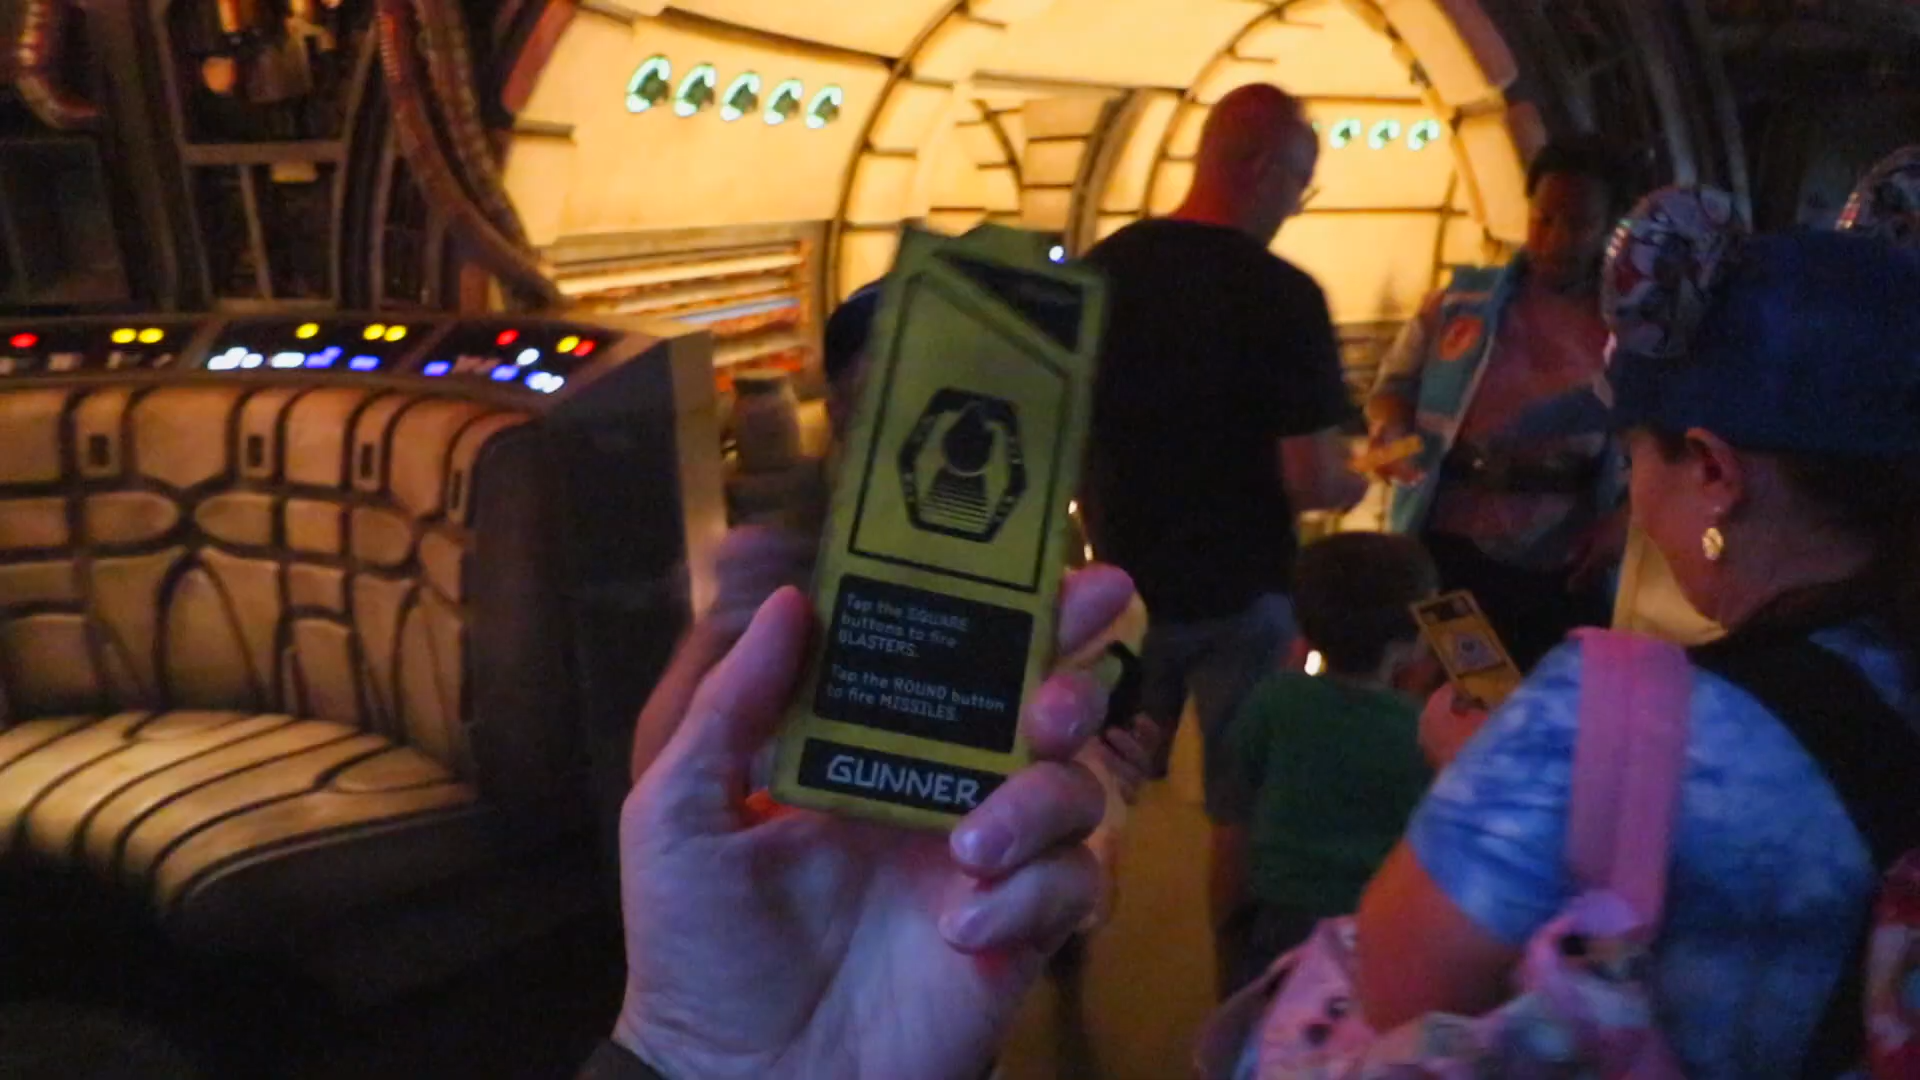 Tap the SQUARE
buttons to fire
BLASTERS.
Tap the ROUND button
to fire MISSILES.
GUNNER